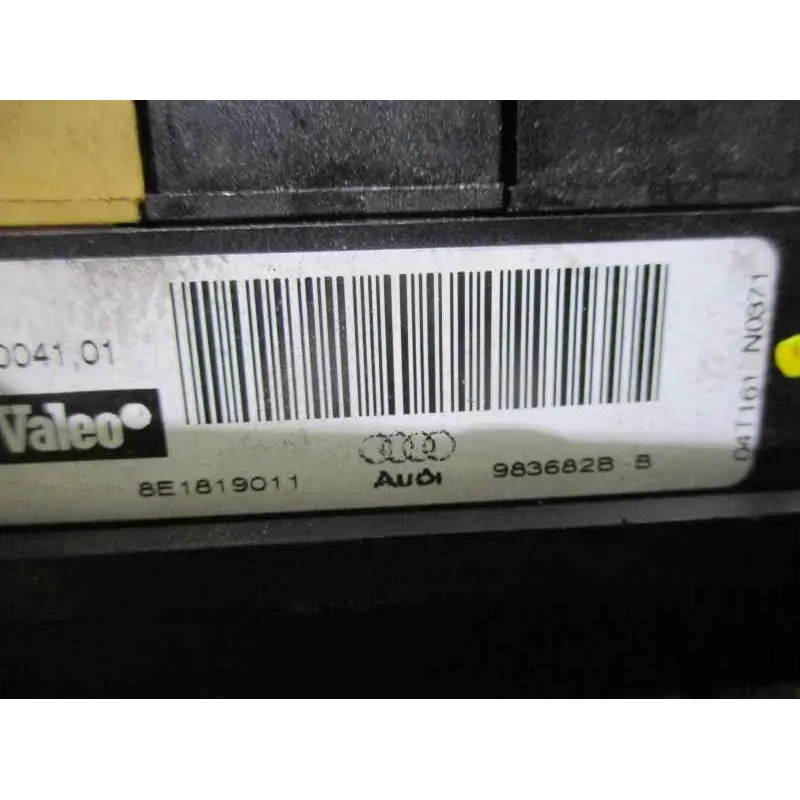 0041,01
Valeo
8E1819011
Audi
983682B B
04T161 N0371